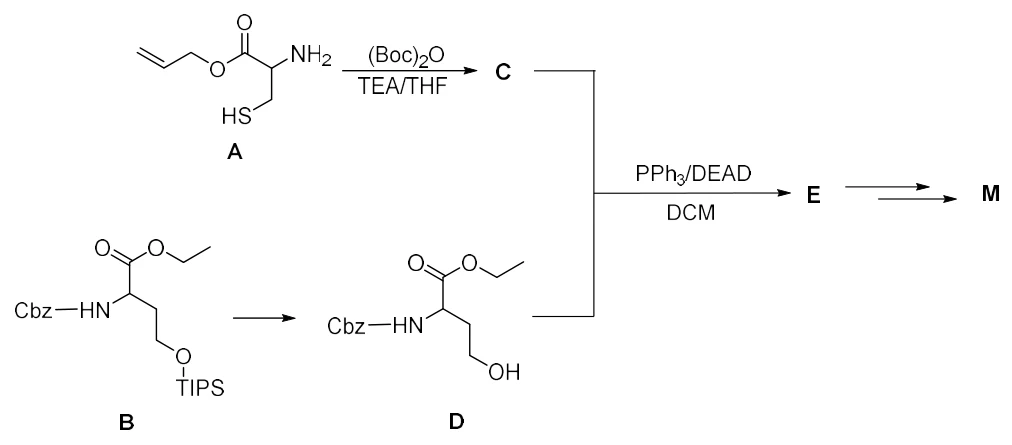 O
O
NH₂
HS
A
(Boc)₂O
TEA/THF
C
PPh₃/DEAD
DCM
E
M
O
O
Cbz
HN
O
TIPS
B
O
O
Cbz
HN
OH
D